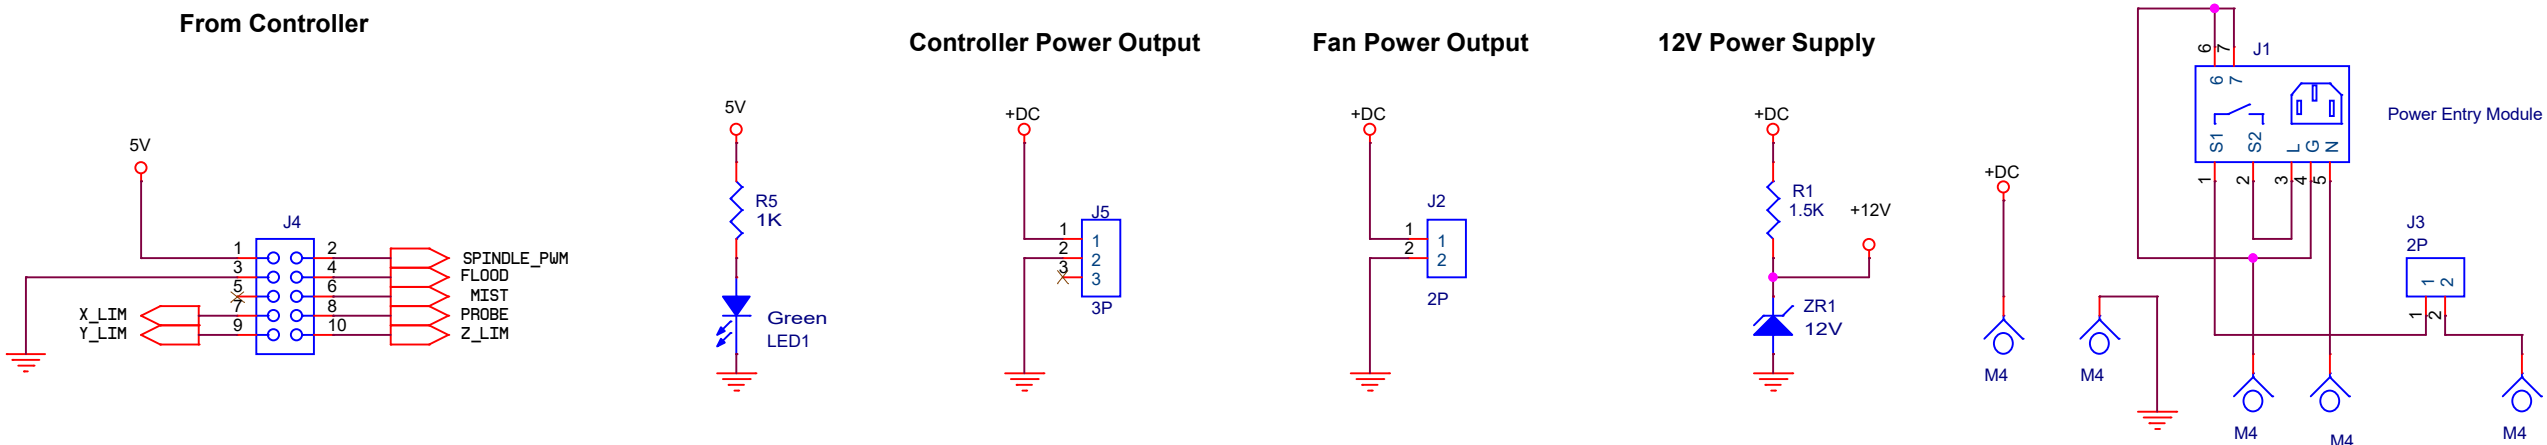 From Controller
Controller Power Output
Fan Power Output
12V Power Supply
5V
J4
1
2
3
4
5
6
7
8
9
10
SPINDLE_PWM
FLOOD
MIST
PROBE
Z_LIM
X_LIM
Y_LIM
5V
R5
1K
Green
LED1
+DC
J5
1
2
3
1
2
3
3P
+DC
J2
1
2
1
2
2P
+DC
R1
1.5K
+12V
ZR1
12V
+DC
M4
M4
6
7
J1
6
7
S1
S2
L
G
N
1
2
3
4
5
Power Entry Module
J3
2P
1
2
1
2
M4
M4
M4